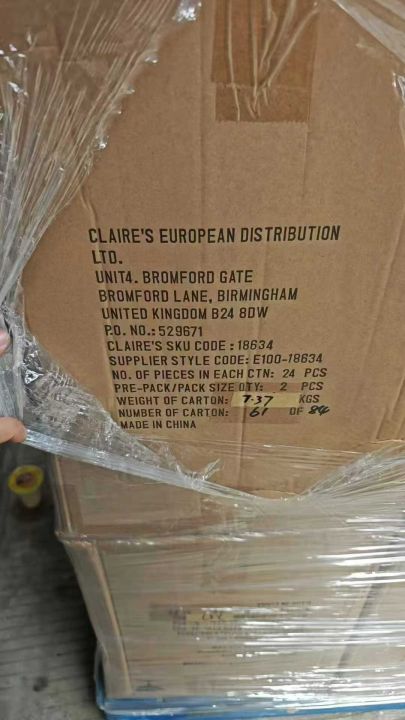 CLAIRE'S EUROPEAN DISTRIBUTION
LTD.
UNIT4. BROMFORD GATE
BROMFORD LANE, BIRMINGHAM
UNITED KINGDOM B24 8DW
P.O. NO.: 529671
CLAIRE'S SKU CODE : 18634
SUPPLIER STYLE CODE: E100-18634
NO. OF PIECES IN EACH CTN: 24 PCS
PRE-PACK/PACK SIZE QTY: 2 PCS
WEIGHT OF CARTON: 7.37 KGS
NUMBER OF CARTON: 61 OF 84
MADE IN CHINA